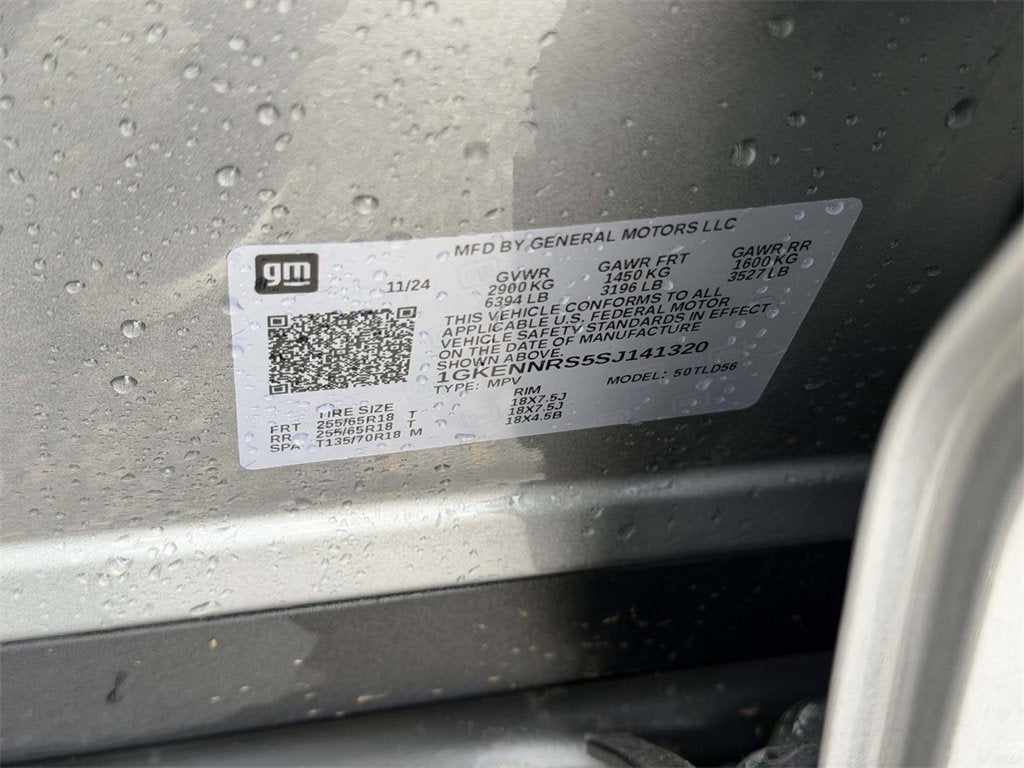 MFD BY GENERAL MOTORS LLC
gm
11/24
GVWR GAWR FRT GAWR RR
2900KG 1450 KG 1600 KG
6394 LB 3196 LB 3527 LB
THIS VEHICLE CONFORMS TO ALL
APPLICABLE U.S. FEDERAL MOTOR
VEHICLE SAFETY STANDARDS IN EFFECT
ON THE DATE OF MANUFACTURE
SHOWN ABOVE.
1GKENNRS5SJ141320
TYPE: MPV MODEL: 50TLD56
TIRE SIZE RIM
FRT 255/65R18 T 18X7.5J
RR 255/65R18 T 18X7.5J
SPA T135/70R18 M 18X4.5B